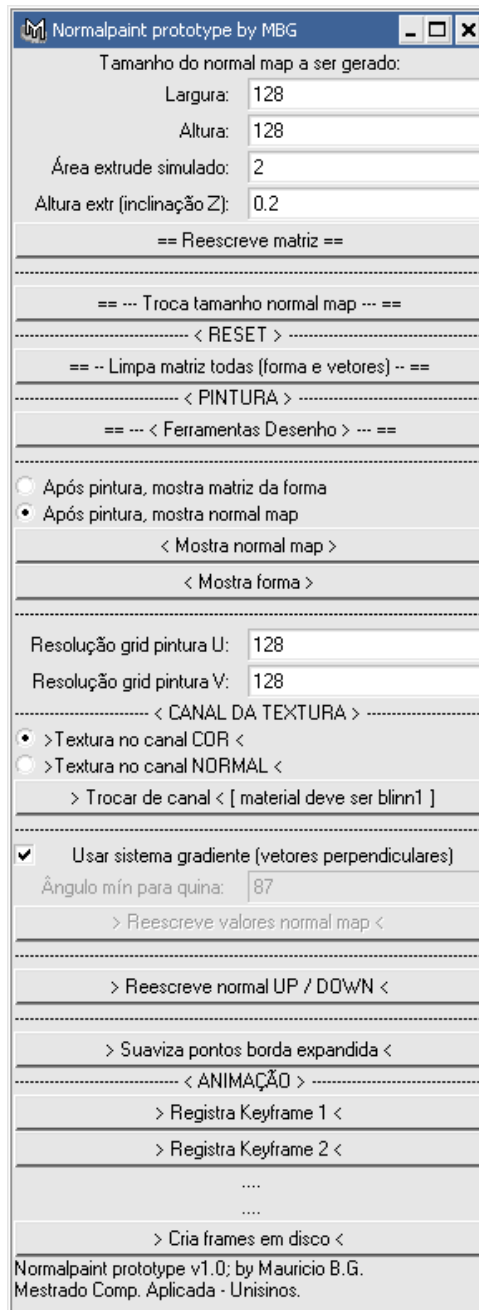 Normalpaint prototype by MBG
Tamanho do normal map a ser gerado:
Largura: 128
Altura: 128
Área extrude simulado: 2
Altura extr (inclinação Z): 0.2
== Reescreve matriz ==
== --- Troca tamanho normal map --- ==
< RESET >
== -- Limpa matriz todas (forma e vetores) -- ==
< PINTURA >
== --- < Ferramentas Desenho > --- ==
Após pintura, mostra matriz da forma
Após pintura, mostra normal map
< Mostra normal map >
< Mostra forma >
Resolução grid pintura U: 128
Resolução grid pintura V: 128
< CANAL DA TEXTURA >
>Textura no canal COR <
>Textura no canal NORMAL <
> Trocar de canal < [ material deve ser blinn1 ]
Usar sistema gradiente (vetores perpendiculares)
Ângulo mín para quina: 87
> Reescreve valores normal map <
> Reescreve normal UP / DOWN <
> Suaviza pontos borda expandida <
< ANIMAÇÃO >
> Registra Keyframe 1 <
> Registra Keyframe 2 <
....
....
> Cria frames em disco <
Normalpaint prototype v1.0; by Mauricio B.G.
Mestrado Comp. Aplicada - Unisinos.